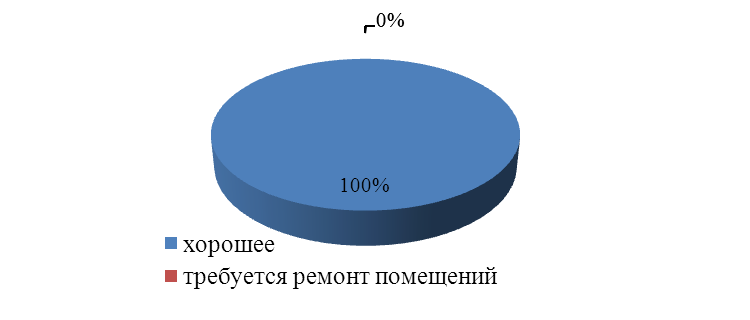 0%
100%
хорошее
требуется ремонт помещений